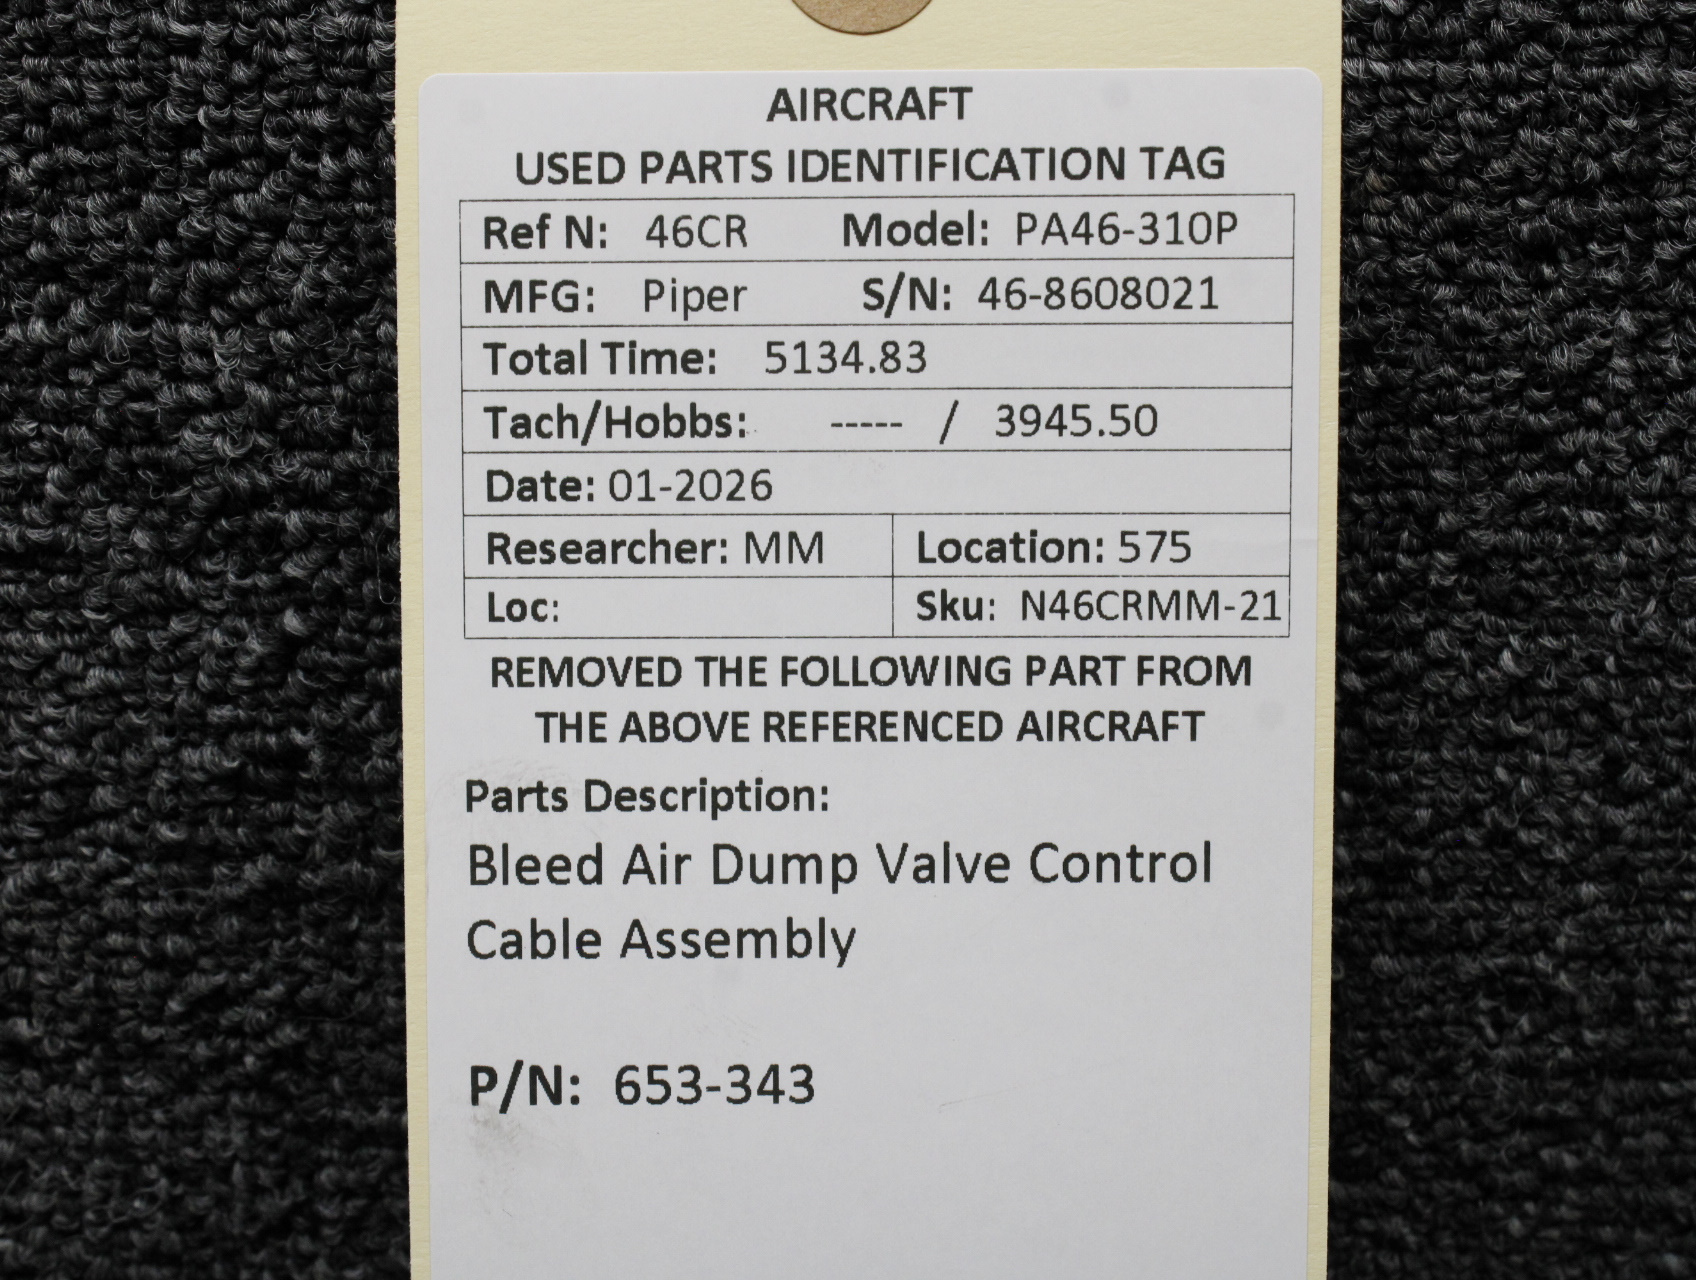 AIRCRAFT
USED PARTS IDENTIFICATION TAG
Ref N: 46CR Model: PA46-310P
MFG: Piper S/N: 46-8608021
Total Time: 5134.83
Tach/Hobbs: ----- / 3945.50
Date: 01-2026
Researcher: MM Location: 575
Loc: Sku: N46CRMM-21
REMOVED THE FOLLOWING PART FROM
THE ABOVE REFERENCED AIRCRAFT
Parts Description:
Bleed Air Dump Valve Control
Cable Assembly
P/N: 653-343